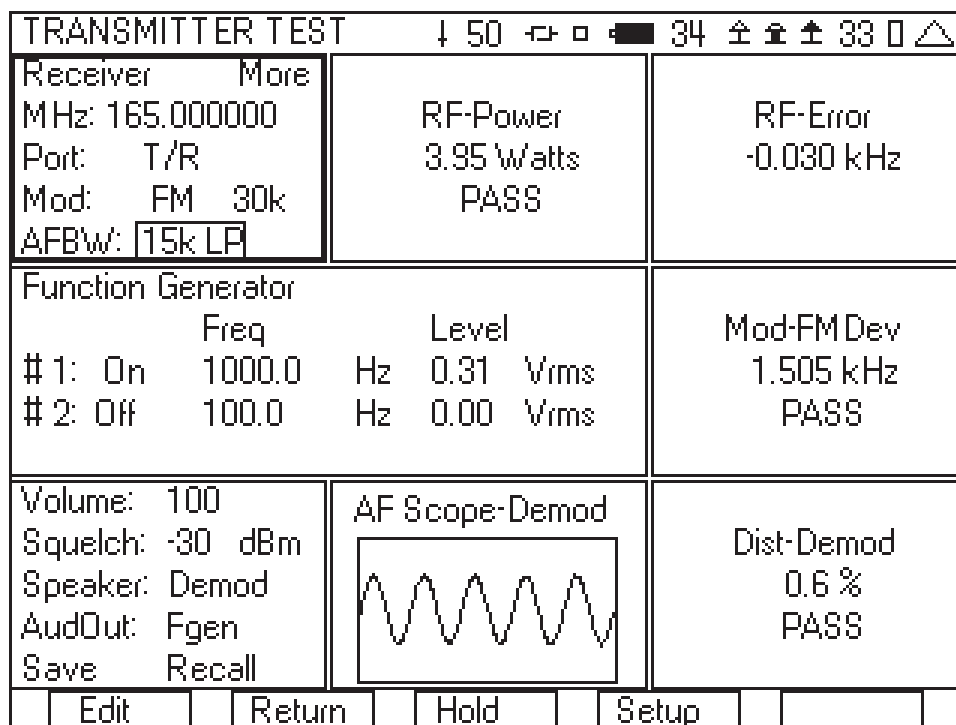 TRANSMITTER TEST 50 34 33
Receiver More
MHz: 165.000000
Port: T/R
Mod: FM 30k
AFBW: 15k LP
RF-Power
3.95 Watts
PASS
RF-Error
-0.030 kHz
Function Generator
Freq Level
# 1: On 1000.0 Hz 0.31 Vrms
# 2: Off 100.0 Hz 0.00 Vrms
Mod-FM Dev
1.505 kHz
PASS
Volume: 100
Squelch: -30 dBm
Speaker: Demod
AudOut: Fgen
Save Recall
AF Scope-Demod
Dist-Demod
0.6 %
PASS
Edit Return Hold Setup